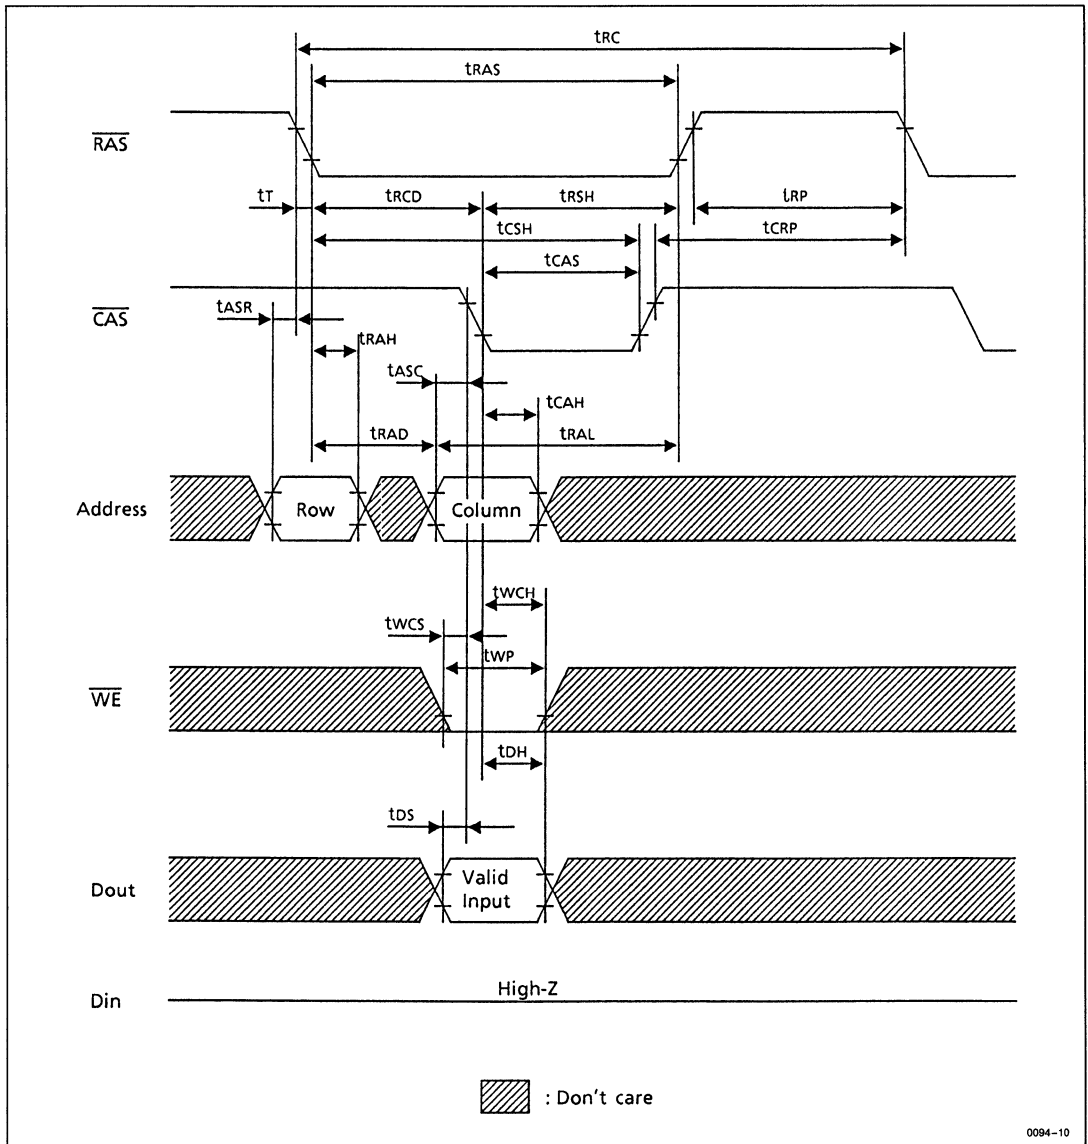 tRC
tRAS
RAS
tT
tRCD
tRSH
tRP
tCSH
tCRP
tCAS
CAS
tASR
tRAH
tASC
tCAH
tRAD
tRAL
Address
Row
Column
tWCH
tWCS
tWP
WE
tDH
tDS
Dout
Valid
Input
Din
High-Z
: Don't care
0094-10